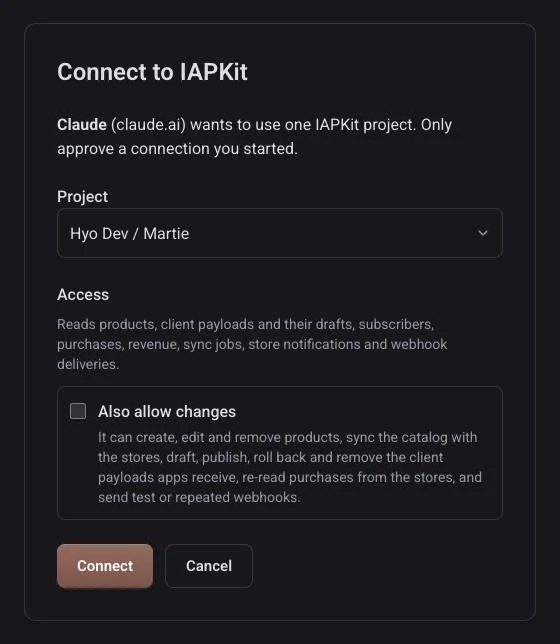 Connect to IAPKit
Claude (claude.ai) wants to use one IAPKit project. Only
approve a connection you started.
Project
Hyo Dev / Martie
Access
Reads products, client payloads and their drafts, subscribers,
purchases, revenue, sync jobs, store notifications and webhook
deliveries.
Also allow changes
It can create, edit and remove products, sync the catalog with
the stores, draft, publish, roll back and remove the client
payloads apps receive, re-read purchases from the stores, and
send test or repeated webhooks.
Connect
Cancel